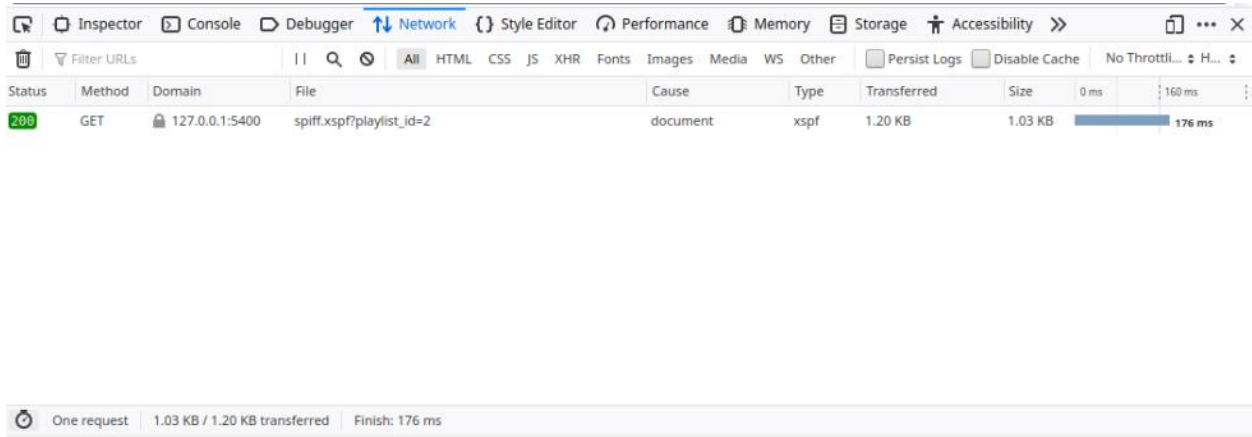 Inspector Console Debugger Network {} Style Editor Performance Memory Storage Accessibility
Filter URLs All HTML CSS JS XHR Fonts Images Media WS Other Persist Logs Disable Cache No Throttli... H...
Status Method Domain File Cause Type Transferred Size 0 ms 160 ms
200 GET 127.0.0.1:5400 spiff.xspf?playlist_id=2 document xspf 1.20 KB 1.03 KB 176 ms
One request 1.03 KB / 1.20 KB transferred Finish: 176 ms